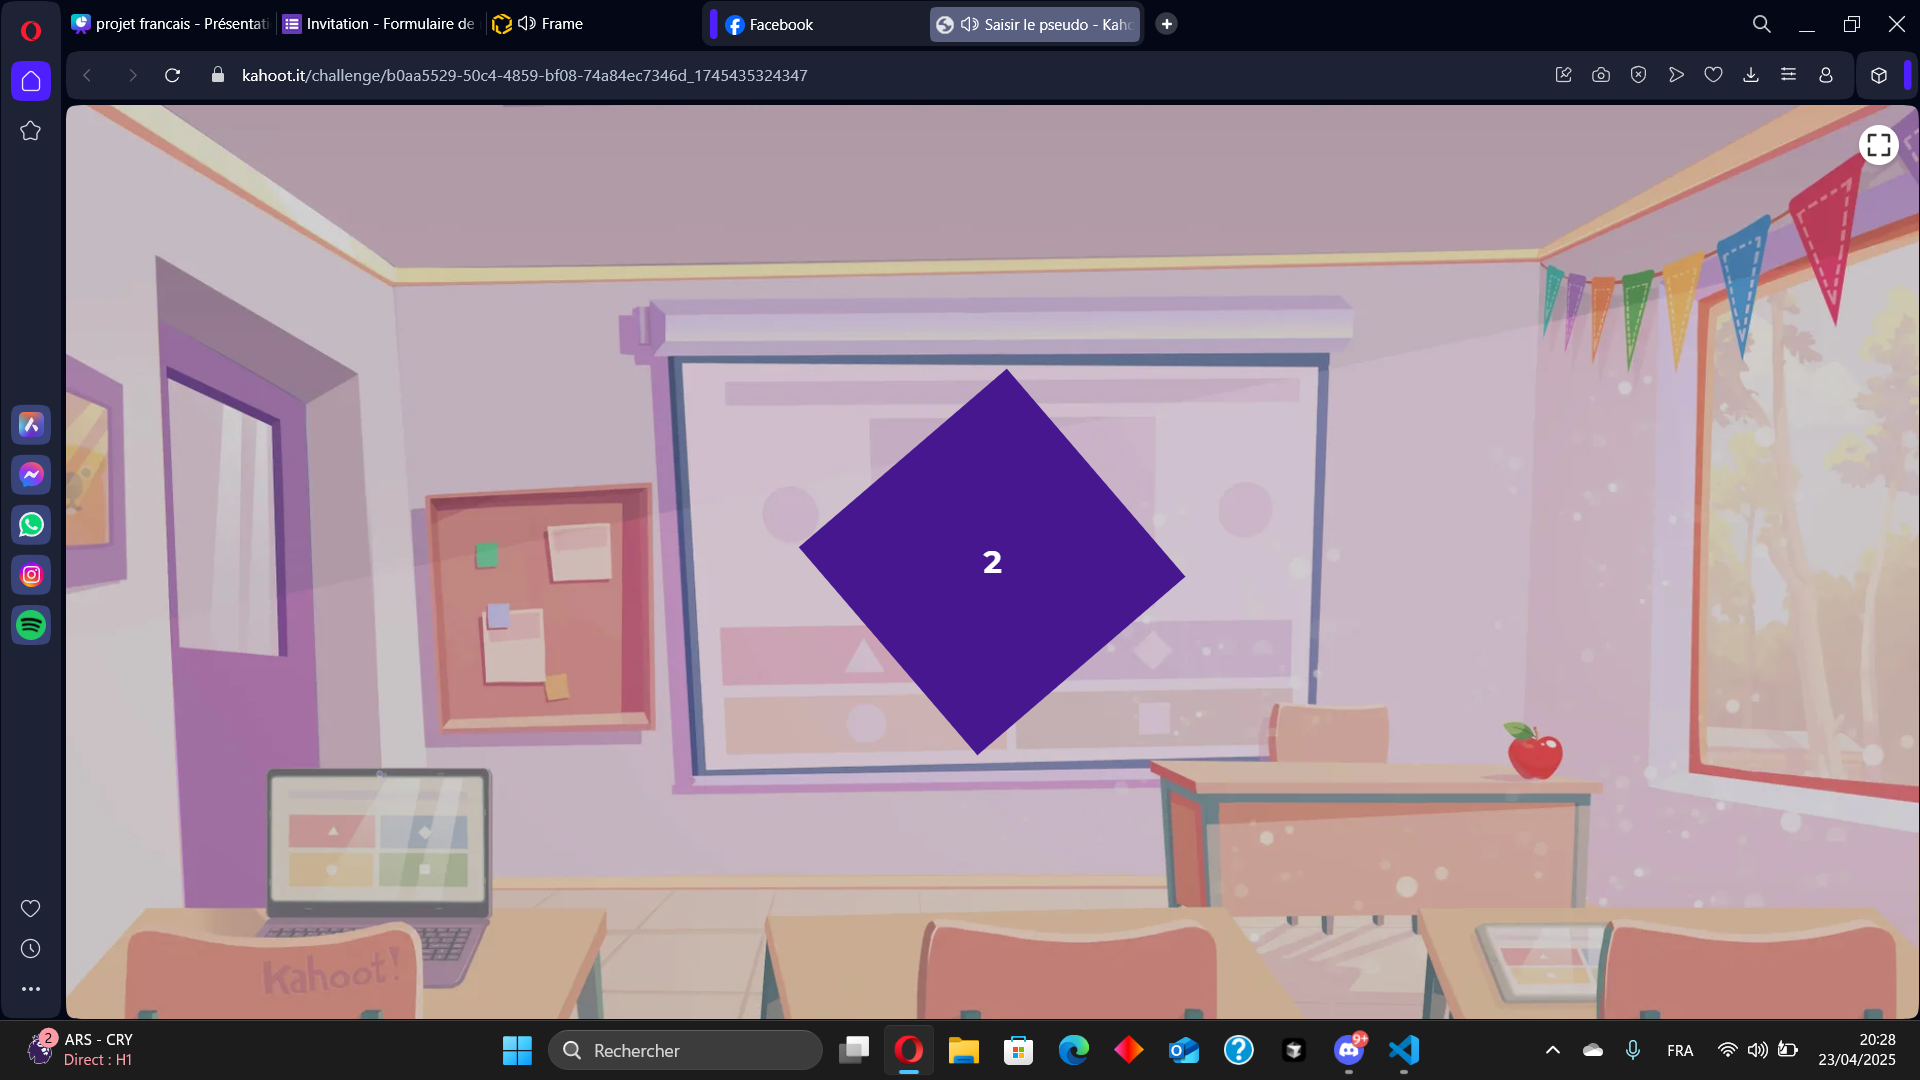 projet francais - Présentati
Invitation - Formulaire de
Frame
Facebook
Saisir le pseudo - Kaho
kahoot.it/challenge/b0aa5529-50c4-4859-bf08-74a84ec7346d_1745435324347
2
Kahoot!
2
ARS - CRY
Direct : H1
Rechercher
9+
FRA
20:28
23/04/2025